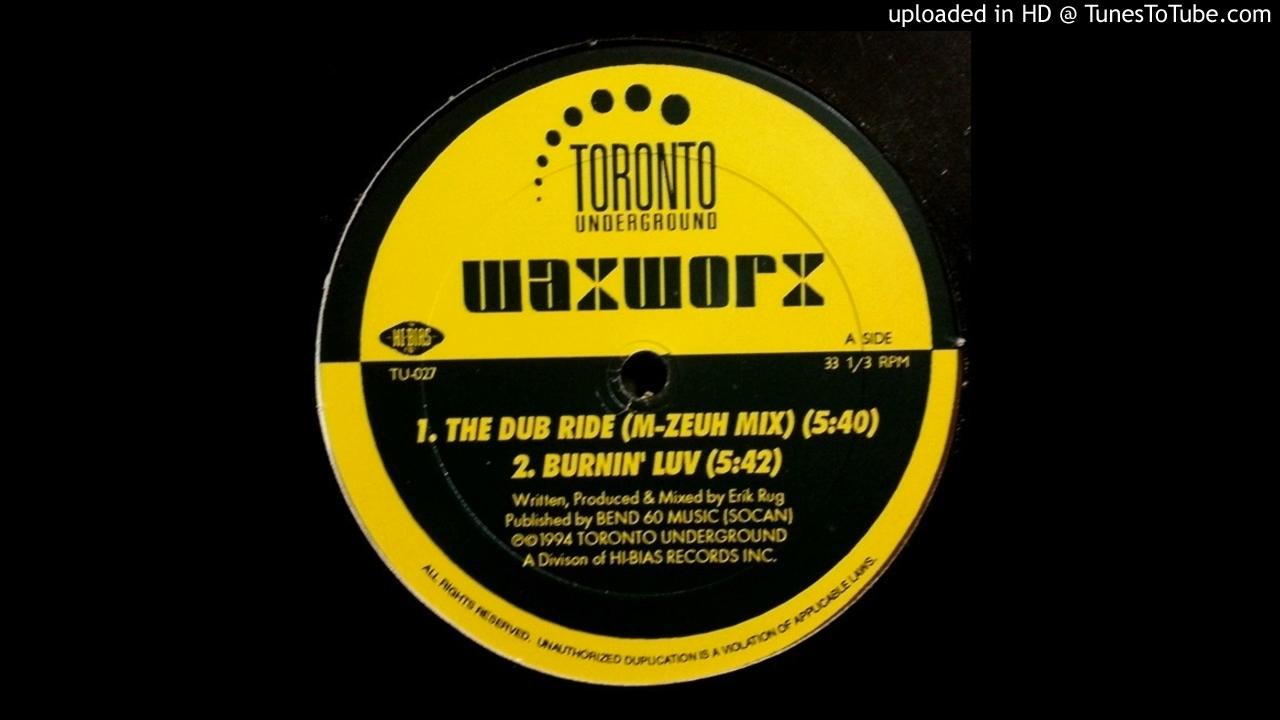 uploaded in HD @ TunesToTube.com
TORONTO
UNDERGROUND
waxworx
HI-BIAS
A SIDE
TU-027
33 1/3 RPM
1. THE DUB RIDE (M-ZEUH MIX) (5:40)
2. BURNIN' LUV (5:42)
Written, Produced & Mixed by Erik Rug
Published by BEND 60 MUSIC (SOCAN)
℗©1994 TORONTO UNDERGROUND
A Divison of HI-BIAS RECORDS INC.
ALL RIGHTS RESERVED. UNAUTHORIZED DUPLICATION IS A VIOLATION OF APPLICABLE LAWS.